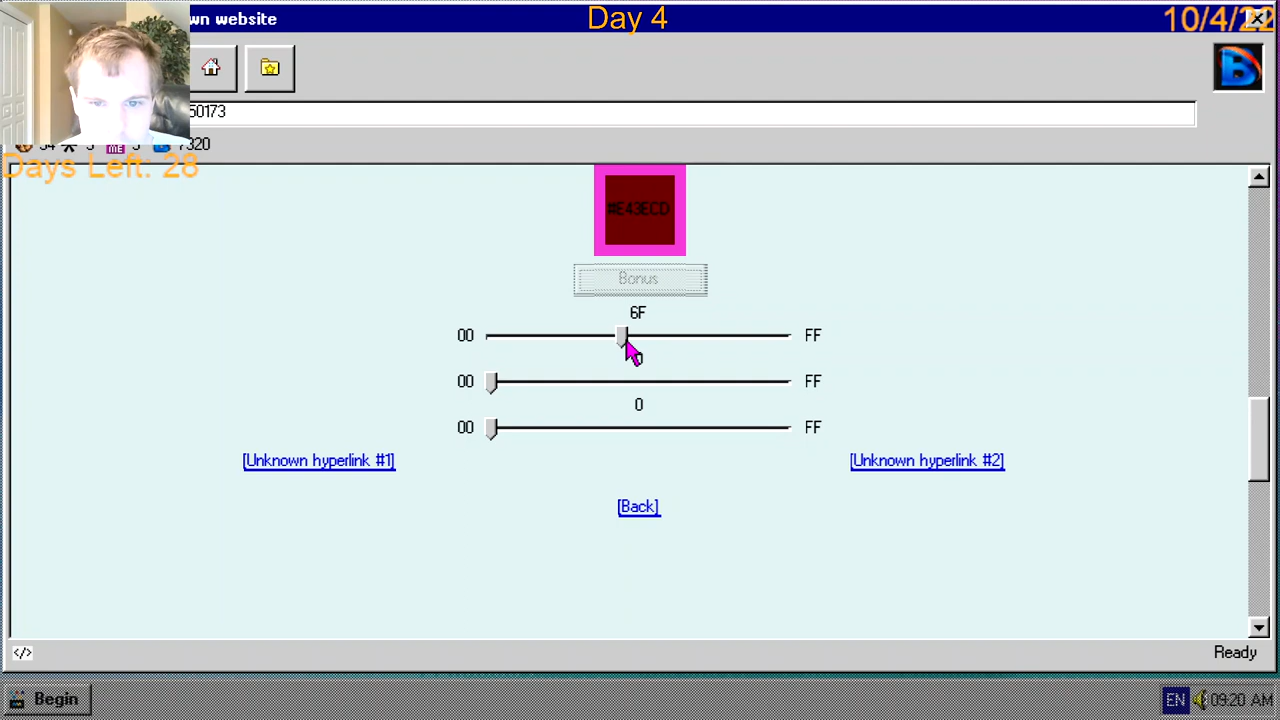 wn website
Day 4
10/4/22
50173
7320
Days Left: 28
#E43ECD
Bonus
6F
00 FF
00 FF
0
00 FF
[Unknown hyperlink #1] [Unknown hyperlink #2]
[Back]
</> Ready
Begin EN 09:20 AM